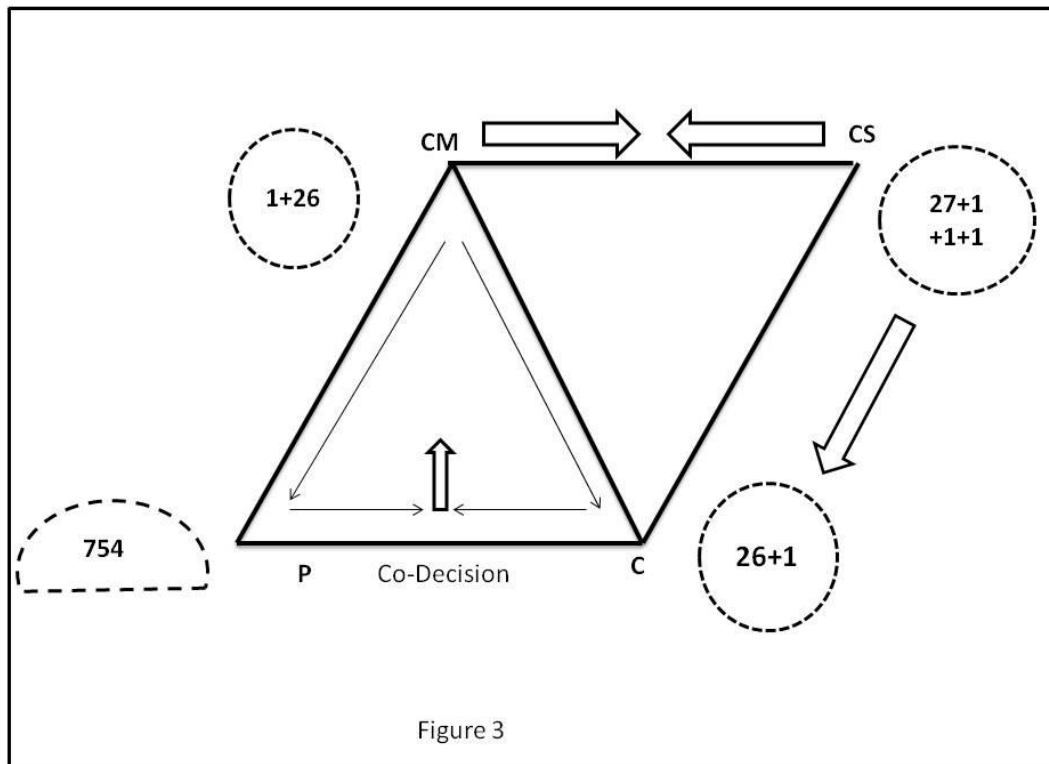 CM
CS
1+26
27+1
+1+1
754
26+1
P
Co-Decision
C
Figure 3